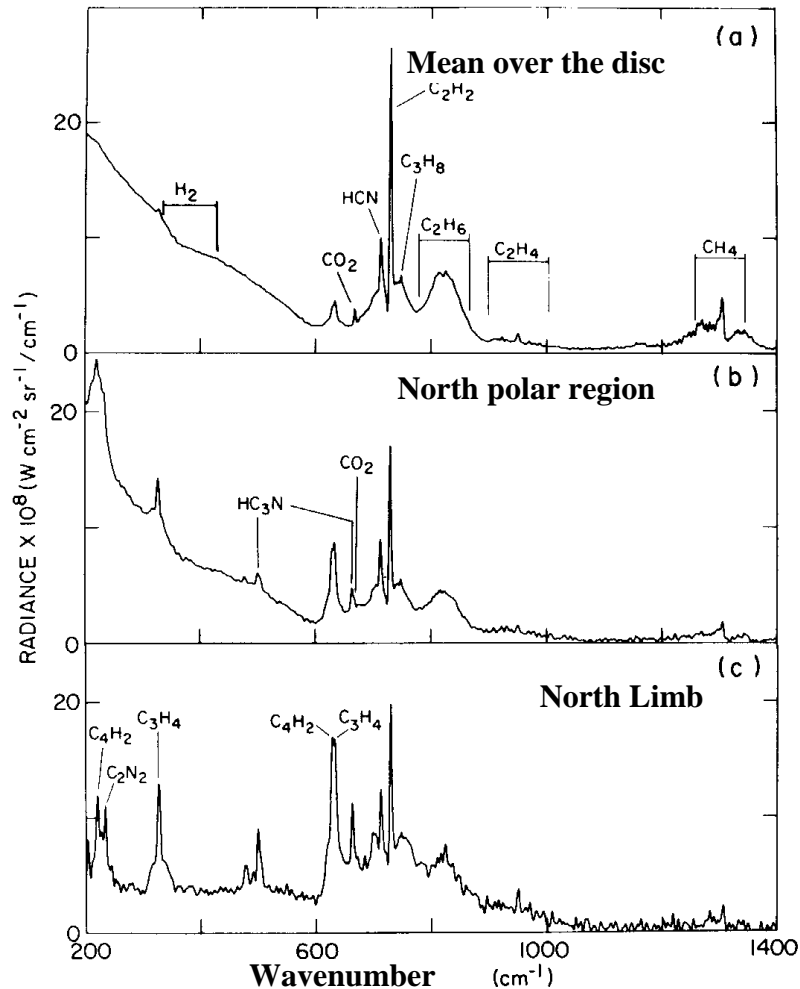 (a)
Mean over the disc
C₂H₂
20
C₃H₈
H₂
HCN
C₂H₆
C₂H₄
CO₂
CH₄
0
(b)
North polar region
20
CO₂
HC₃N
0
(c)
North Limb
20
C₄H₂
C₃H₄
C₄H₂
C₃H₄
C₂N₂
0
RADIANCE X 10⁸ (W cm⁻² sr⁻¹ / cm⁻¹)
200 600 1000 1400
Wavenumber (cm⁻¹)